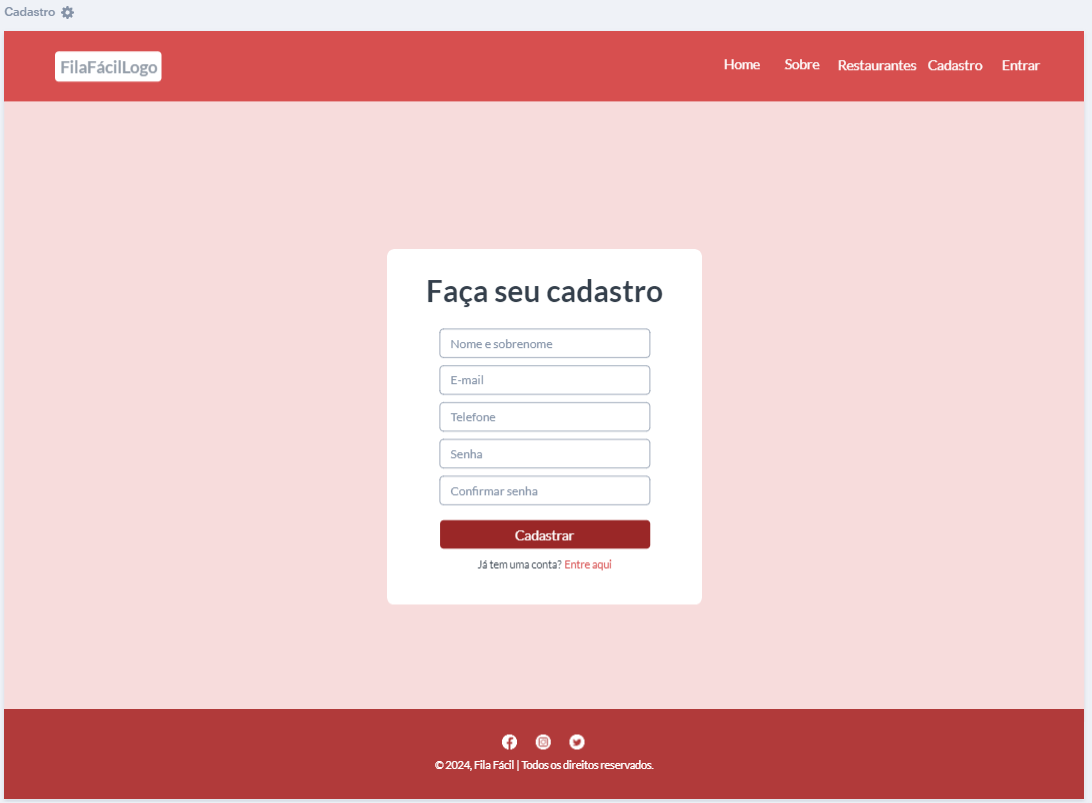 Cadastro
FilaFácilLogo
Home Sobre Restaurantes Cadastro Entrar
Faça seu cadastro
Nome e sobrenome
E-mail
Telefone
Senha
Confirmar senha
Cadastrar
Já tem uma conta? Entre aqui
© 2024, Fila Fácil | Todos os direitos reservados.